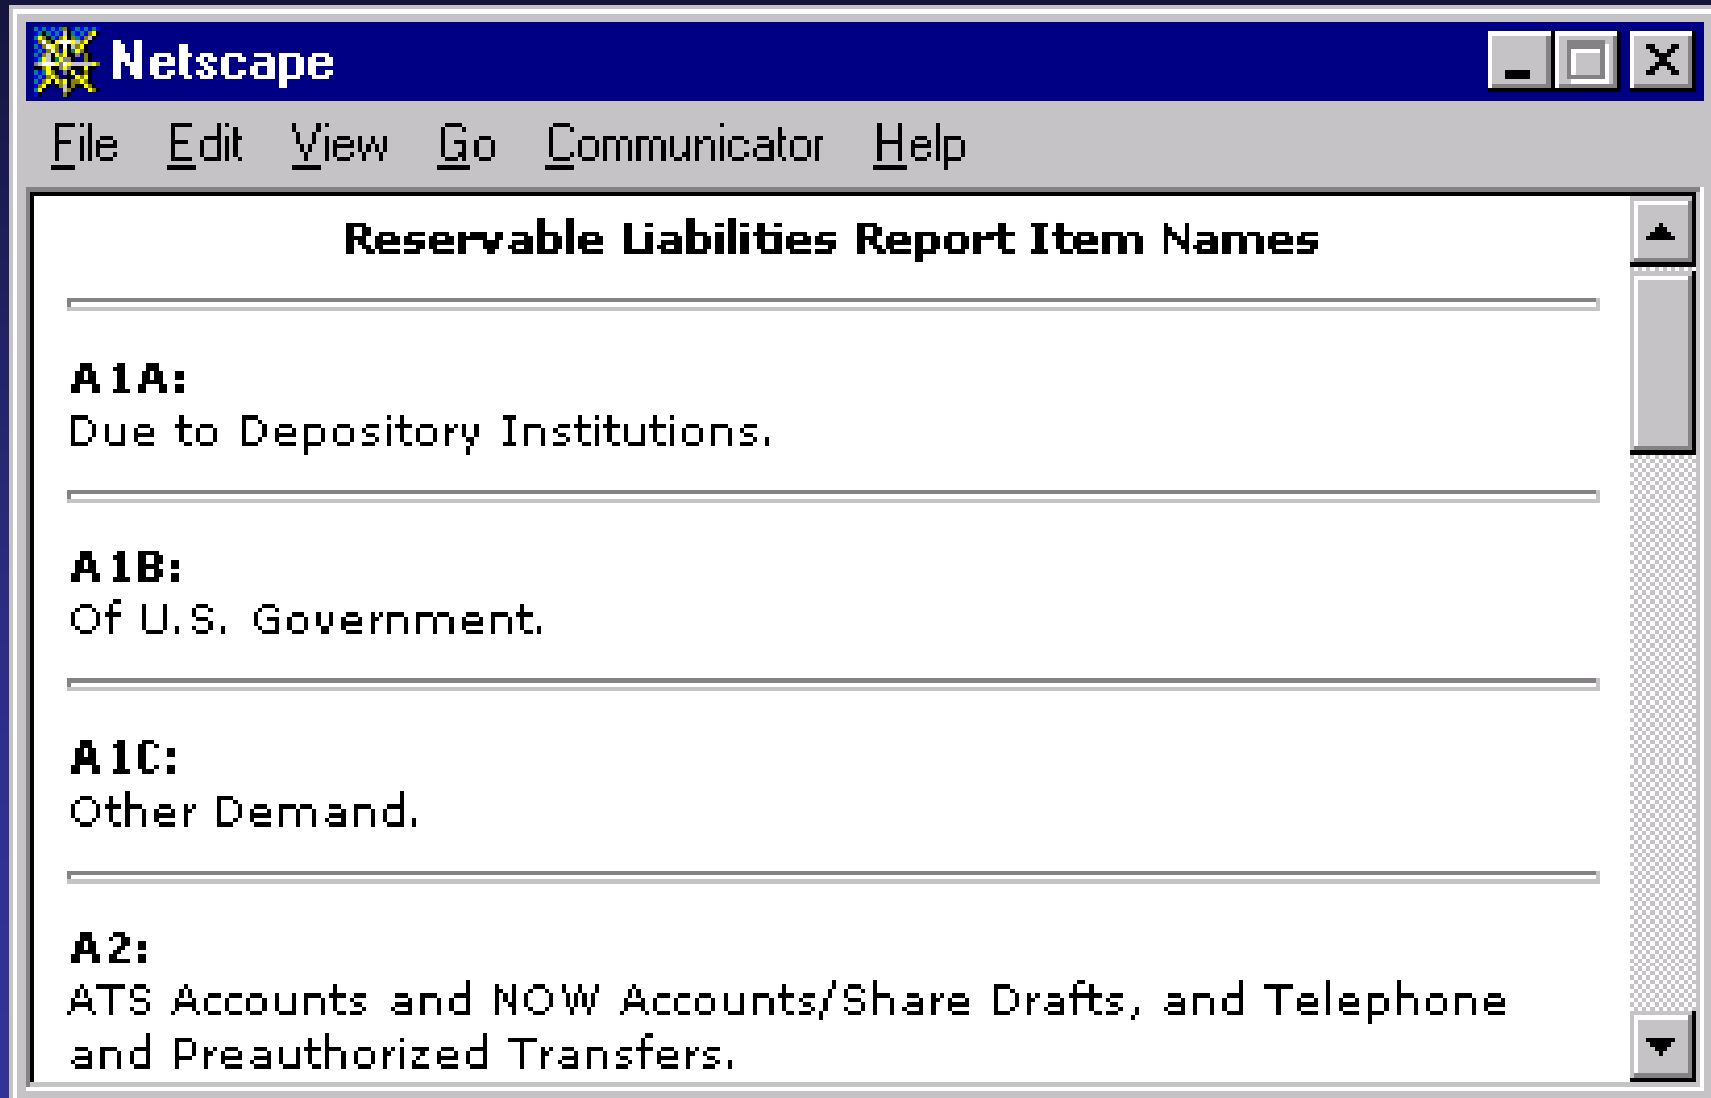 Netscape
File Edit View Go Communicator Help
Reservable Liabilities Report Item Names
A1A:
Due to Depository Institutions.
A1B:
Of U.S. Government.
A1C:
Other Demand.
A2:
ATS Accounts and NOW Accounts/Share Drafts, and Telephone
and Preauthorized Transfers.